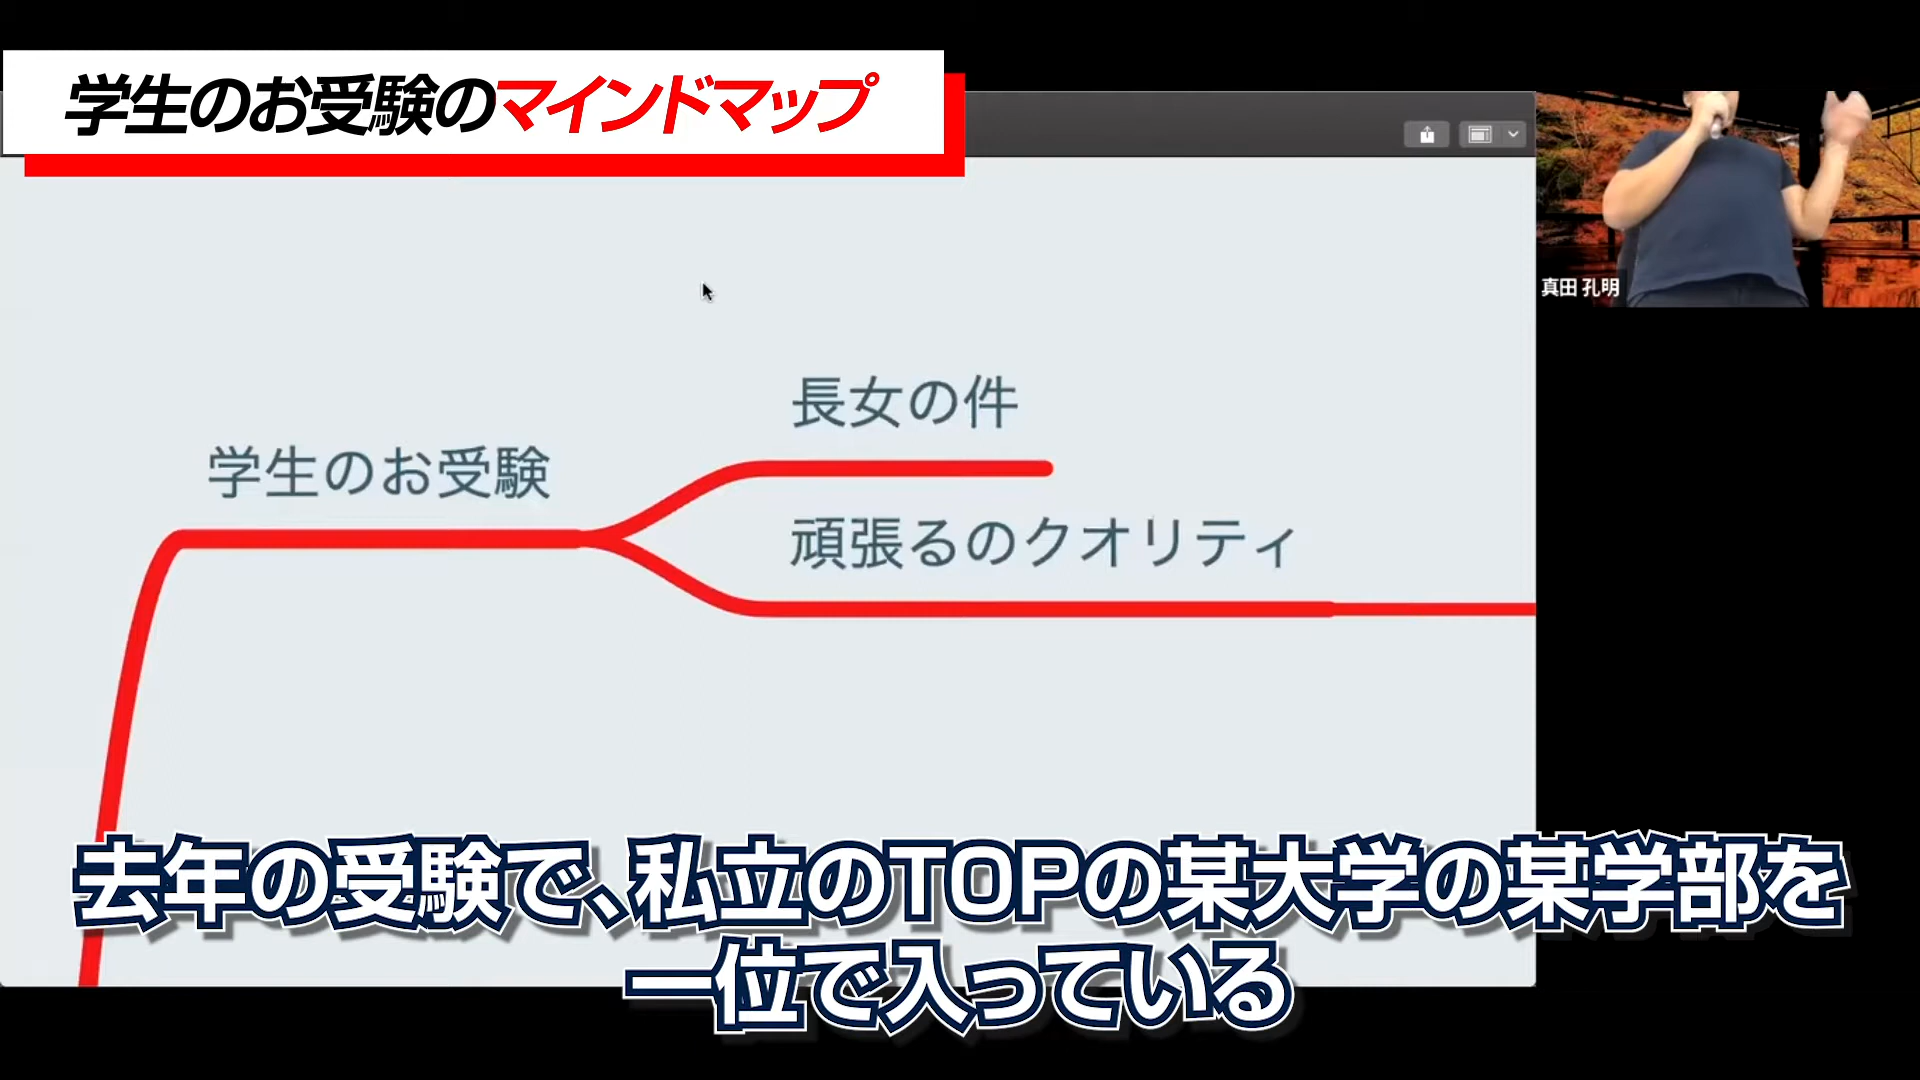 学生のお受験のマインドマップ
真田 孔明
長女の件
学生のお受験
頑張るのクオリティ
去年の受験で、私立のTOPの某大学の某学部を
一位で入っている